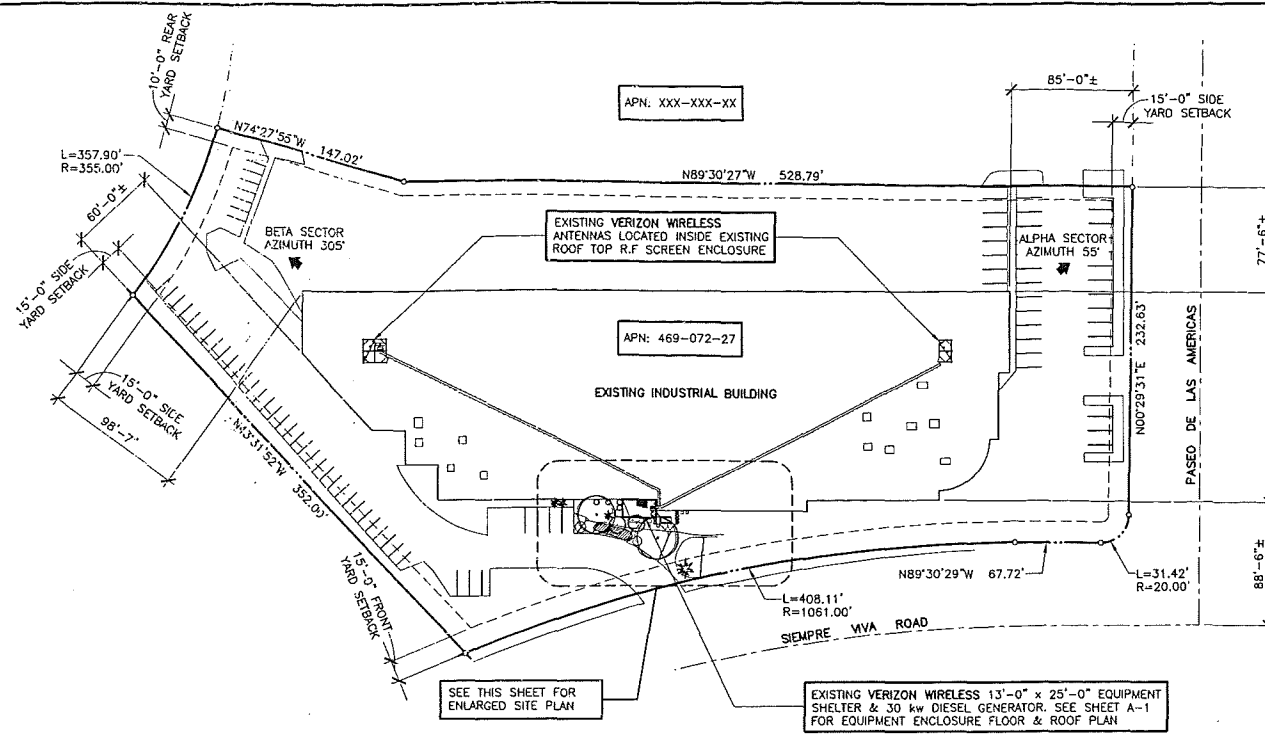 10'-0" REAR
YARD SETBACK
APN: XXX-XXX-XX
85'-0"±
15'-0" SIDE
YARD SETBACK
N74°27'55"W 147.02'
L=357.90'
R=355.00'
N89°30'27"W 528.79'
60'-0"±
BETA SECTOR
AZIMUTH 305°
EXISTING VERIZON WIRELESS
ANTENNAS LOCATED INSIDE EXISTING
ROOF TOP R.F SCREEN ENCLOSURE
ALPHA SECTOR
AZIMUTH 55°
77'-6"±
15'-0" SIDE
YARD SETBACK
APN: 469-072-27
EXISTING INDUSTRIAL BUILDING
N00°29'31"E 232.63'
PASEO DE LAS AMERICAS
15'-0" SIDE
YARD SETBACK
98'-7"
N43°31'52"W 352.00'
15'-0" FRONT
YARD SETBACK
N89°30'29"W 67.72'
L=31.42'
R=20.00'
88'-6"±
L=408.11'
R=1061.00'
SIEMPRE VIVA ROAD
SEE THIS SHEET FOR
ENLARGED SITE PLAN
EXISTING VERIZON WIRELESS 13'-0" x 25'-0" EQUIPMENT
SHELTER & 30 kw DIESEL GENERATOR. SEE SHEET A-1
FOR EQUIPMENT ENCLOSURE FLOOR & ROOF PLAN